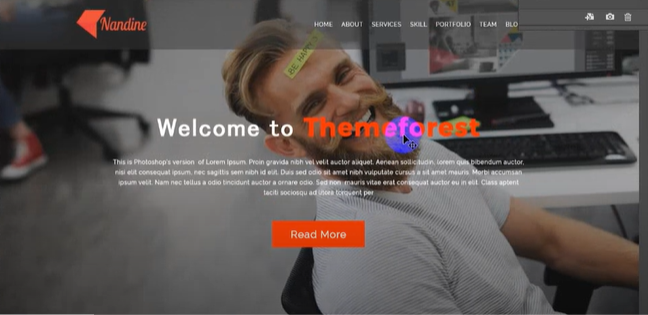 Nandine
HOME ABOUT SERVICES SKILL PORTFOLIO TEAM BLO
BE HAPPY
Welcome to Themeforest
This is Photoshop's version of Lorem Ipsum. Proin gravida nibh vel velit auctor aliquet. Aenean sollicitudin, lorem quis bibendum auctor,
nisi elit consequat ipsum, nec sagittis sem nibh id elit. Duis sed odio sit amet nibh vulputate cursus a sit amet mauris. Morbi accumsan
ipsum velit. Nam nec tellus a odio tincidunt auctor a ornare odio. Sed non mauris vitae erat consequat auctor eu in elit. Class aptent
taciti sociosqu ad litora torquent per
Read More